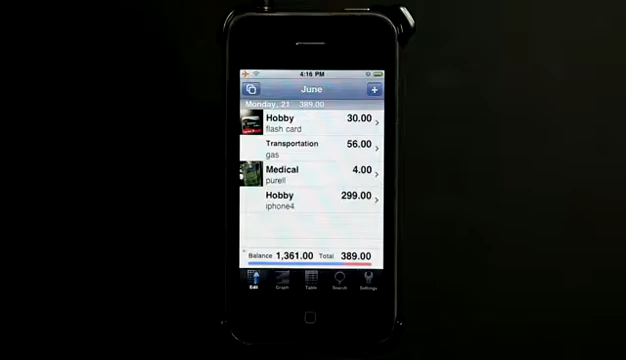 4:16 PM
June
Monday, 21 389.00
Hobby 30.00
flash card
Transportation 56.00
gas
Medical 4.00
purell
Hobby 299.00
iphone4
Balance 1,361.00 Total 389.00
Edit Graph Table Search Settings